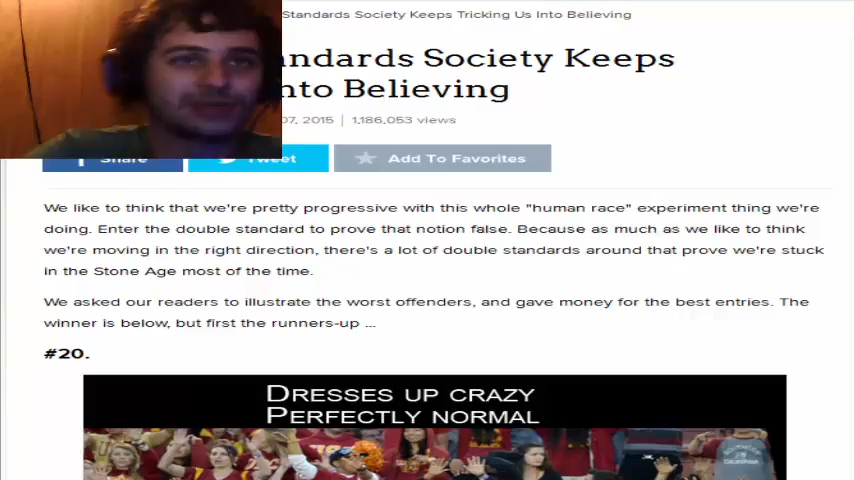 Standards Society Keeps Tricking Us Into Believing
ndards Society Keeps
nto Believing
07, 2015 | 1,186,053 views
Share
Tweet
Add To Favorites
We like to think that we're pretty progressive with this whole "human race" experiment thing we're
doing. Enter the double standard to prove that notion false. Because as much as we like to think
we're moving in the right direction, there's a lot of double standards around that prove we're stuck
in the Stone Age most of the time.
We asked our readers to illustrate the worst offenders, and gave money for the best entries. The
winner is below, but first the runners-up ...
#20.
DRESSES UP CRAZY
PERFECTLY NORMAL